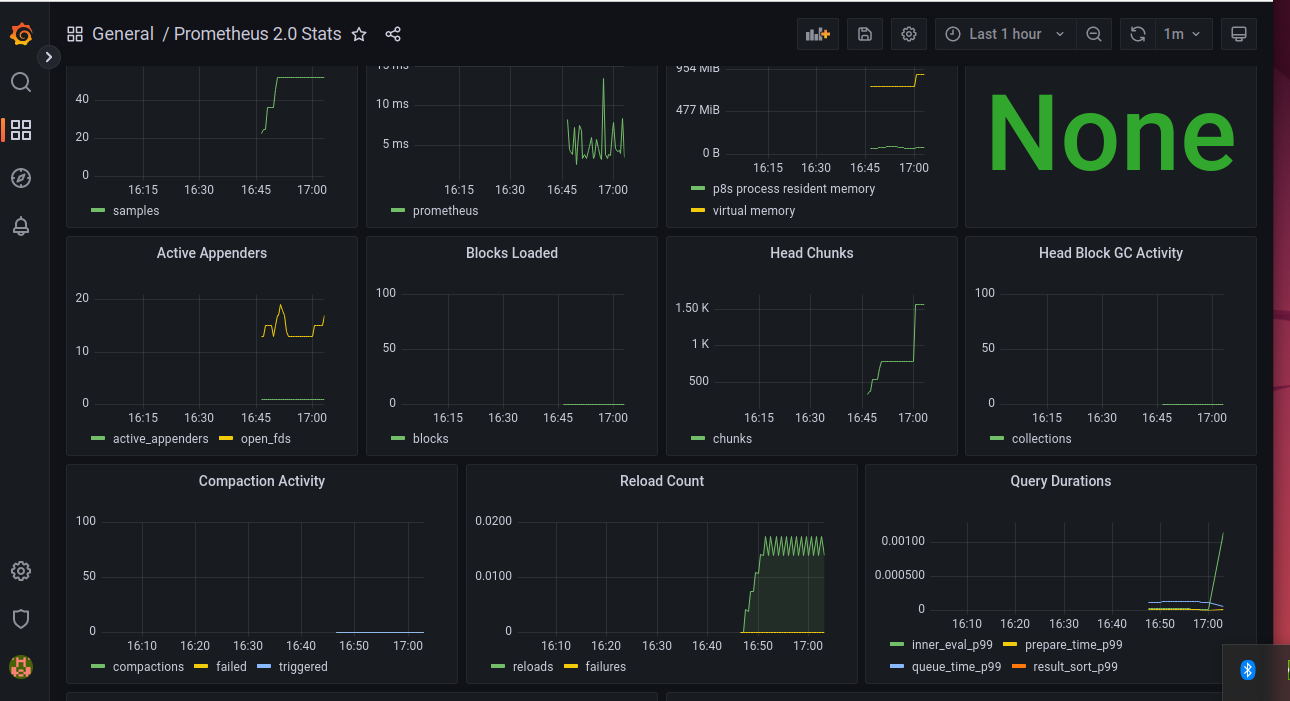 General / Prometheus 2.0 Stats
Last 1 hour
1m
40
20
0
16:15 16:30 16:45 17:00
samples
15 ms
10 ms
5 ms
16:15 16:30 16:45 17:00
prometheus
954 MiB
477 MiB
0 B
16:15 16:30 16:45 17:00
p8s process resident memory
virtual memory
None
Active Appenders
20
10
0
16:15 16:30 16:45 17:00
active_appenders open_fds
Blocks Loaded
100
50
0
16:15 16:30 16:45 17:00
blocks
Head Chunks
1.50 K
1 K
500
16:15 16:30 16:45 17:00
chunks
Head Block GC Activity
100
50
0
16:15 16:30 16:45 17:00
collections
Compaction Activity
100
50
0
16:10 16:20 16:30 16:40 16:50 17:00
compactions failed triggered
Reload Count
0.0200
0.0100
0
16:10 16:20 16:30 16:40 16:50 17:00
reloads failures
Query Durations
0.00100
0.000500
0
16:10 16:20 16:30 16:40 16:50 17:00
inner_eval_p99 prepare_time_p99
queue_time_p99 result_sort_p99